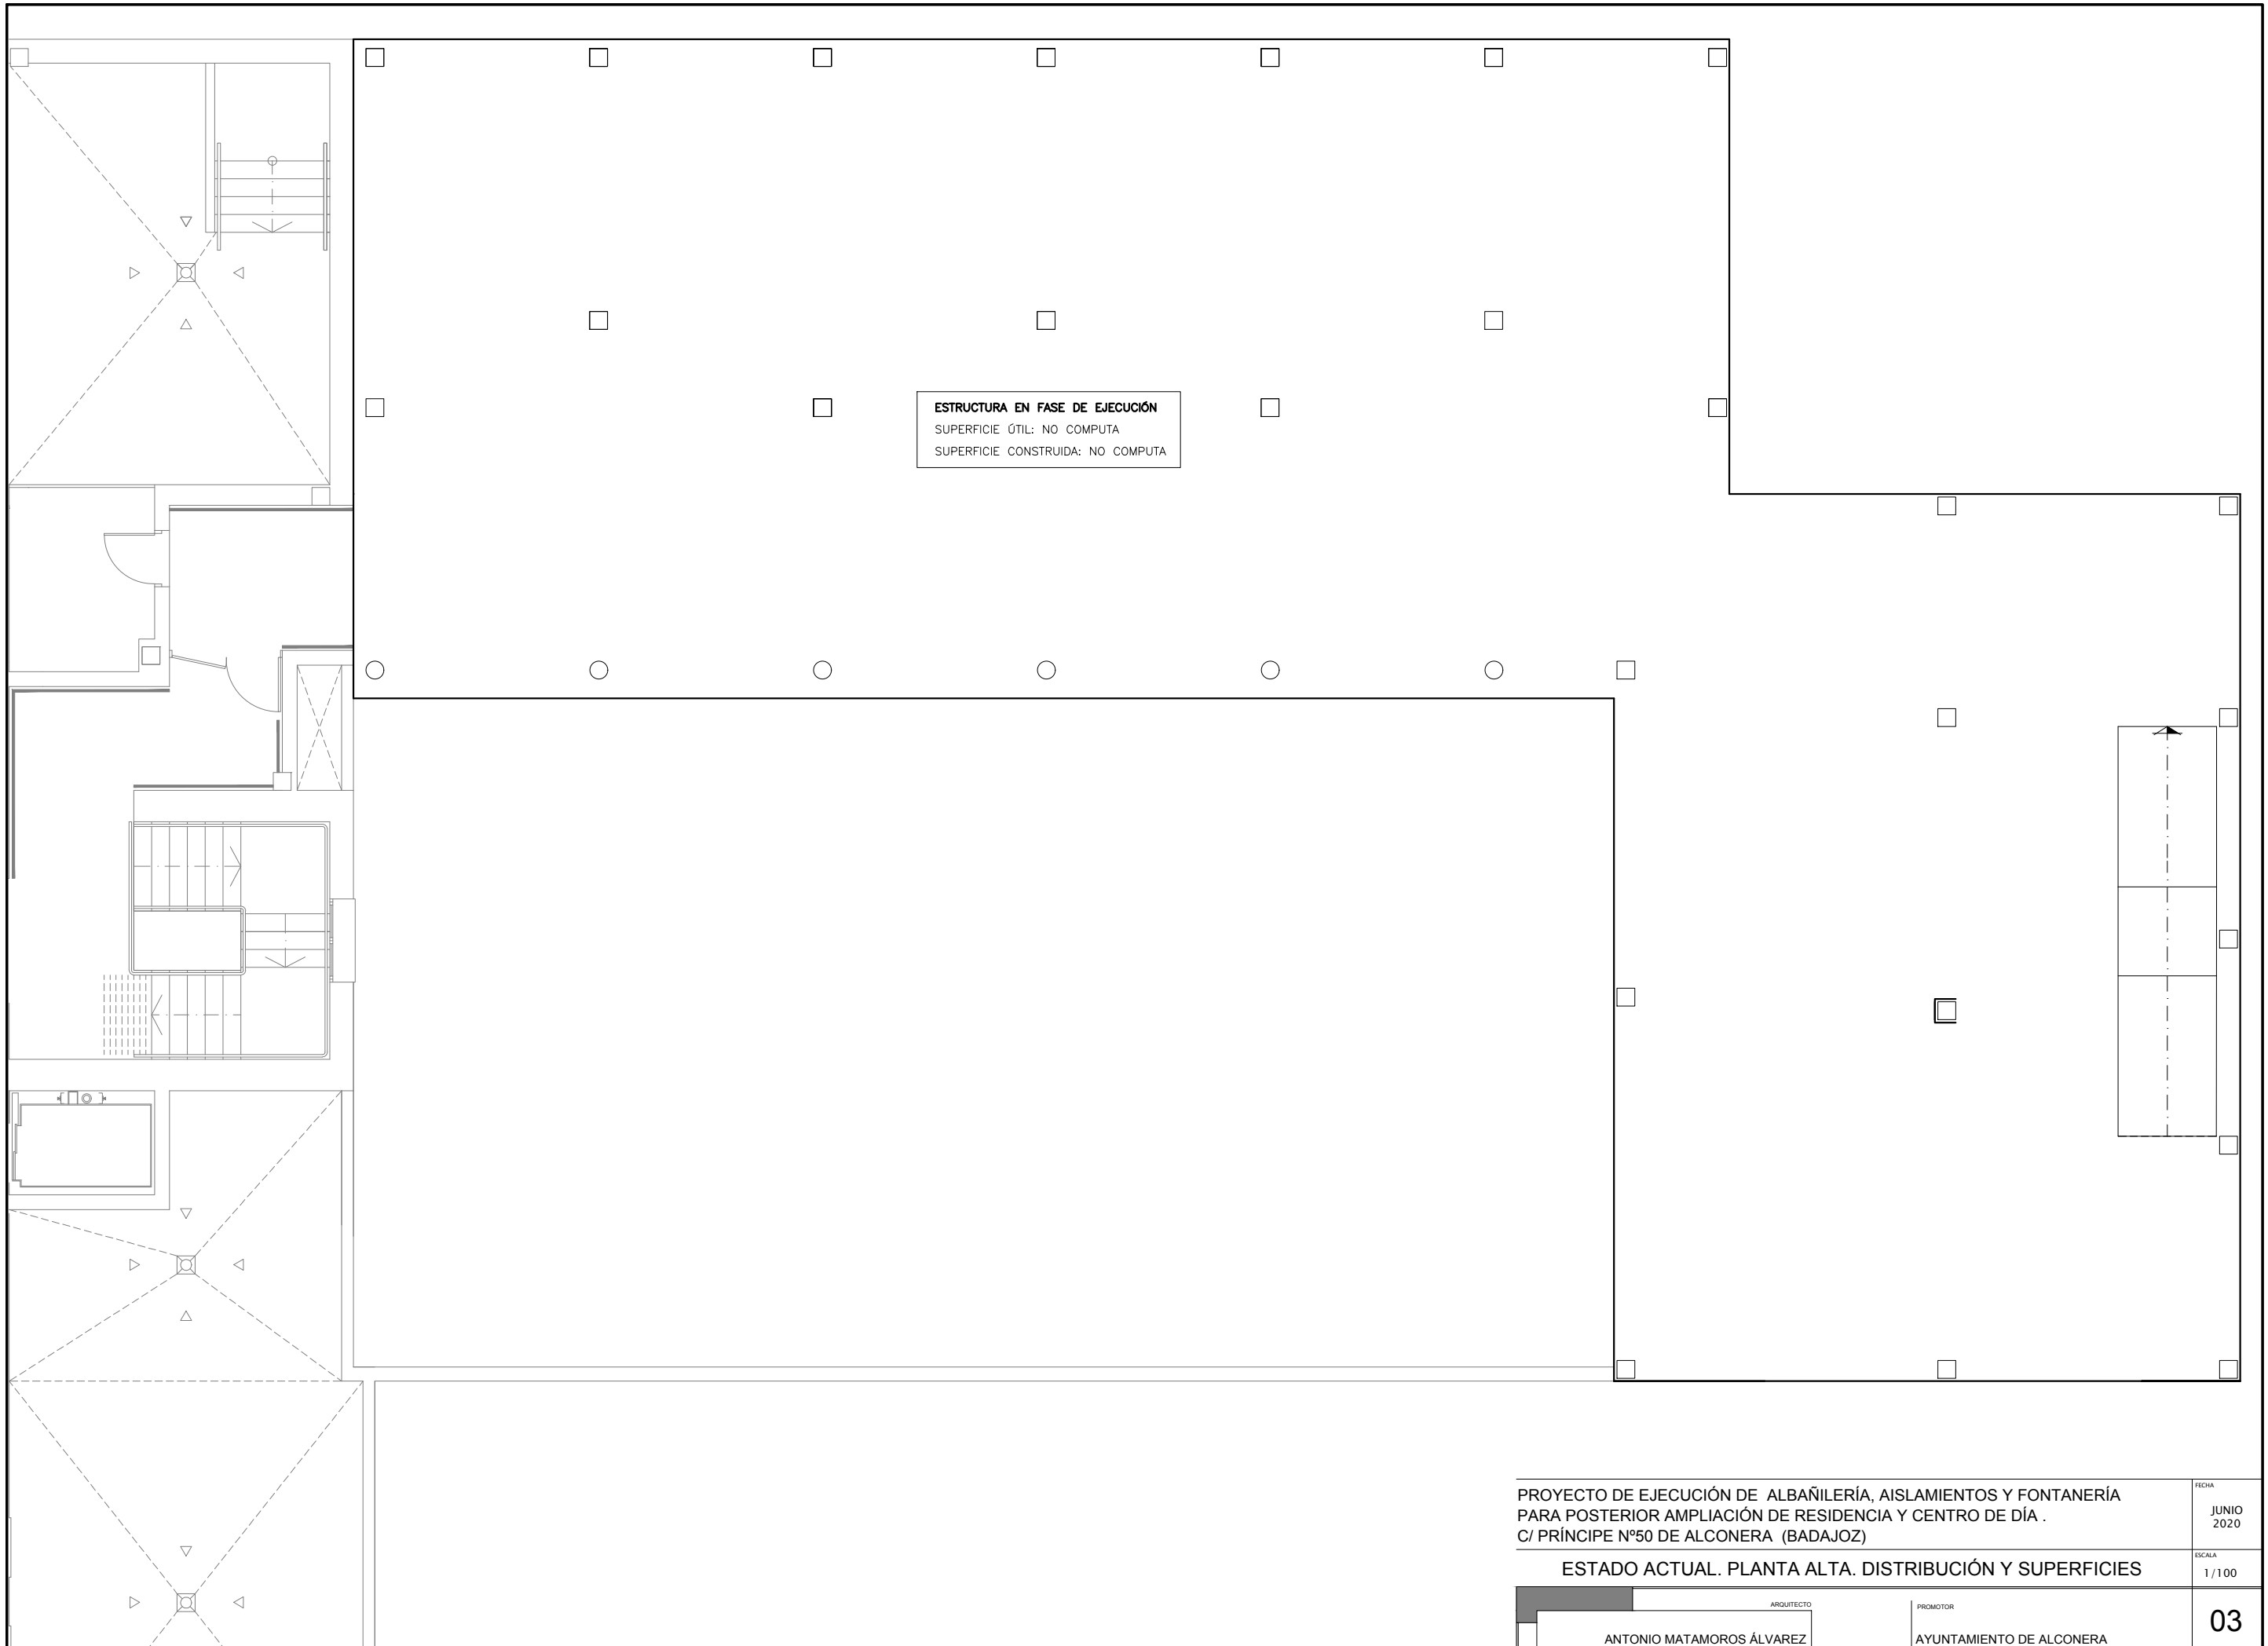 ESTRUCTURA EN FASE DE EJECUCIÓN
SUPERFICIE ÚTIL: NO COMPUTA
SUPERFICIE CONSTRUIDA: NO COMPUTA
PROYECTO DE EJECUCIÓN DE ALBAÑILERÍA, AISLAMIENTOS Y FONTANERÍA
PARA POSTERIOR AMPLIACIÓN DE RESIDENCIA Y CENTRO DE DÍA .
C/ PRÍNCIPE Nº50 DE ALCONERA (BADAJOZ)
FECHA
JUNIO
2020
ESTADO ACTUAL. PLANTA ALTA. DISTRIBUCIÓN Y SUPERFICIES
ESCALA
1/100
ARQUITECTO
ANTONIO MATAMOROS ÁLVAREZ
PROMOTOR
AYUNTAMIENTO DE ALCONERA
03